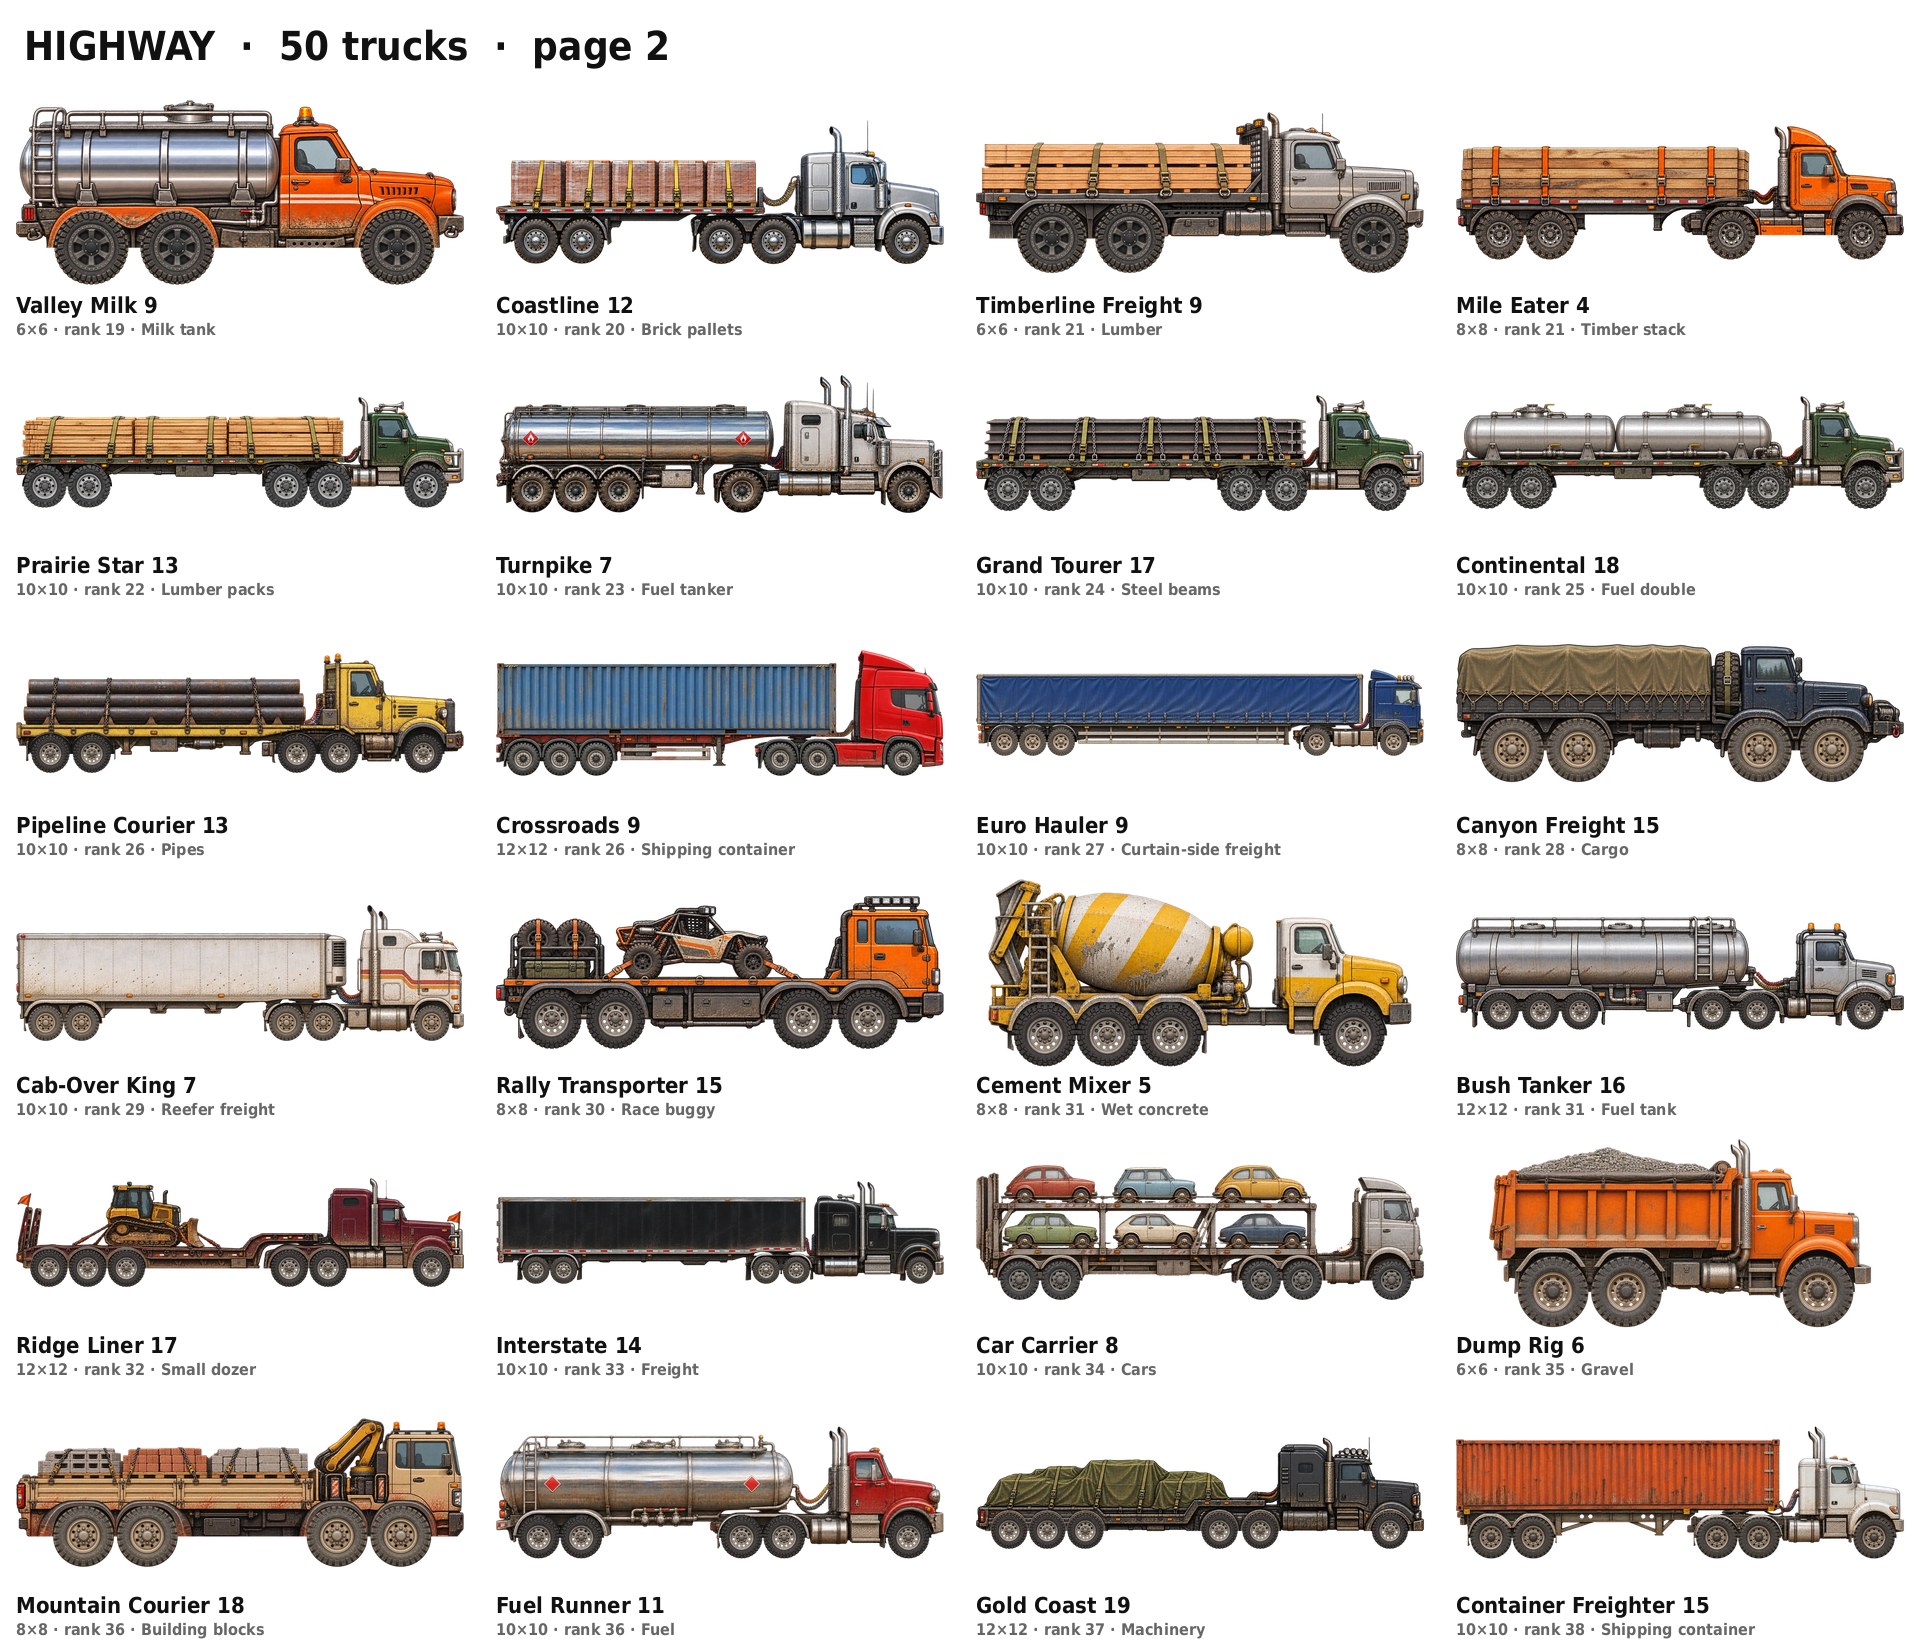 HIGHWAY · 50 trucks · page 2
Valley Milk 9
6×6 · rank 19 · Milk tank
Coastline 12
10×10 · rank 20 · Brick pallets
Timberline Freight 9
6×6 · rank 21 · Lumber
Mile Eater 4
8×8 · rank 21 · Timber stack
Prairie Star 13
10×10 · rank 22 · Lumber packs
Turnpike 7
10×10 · rank 23 · Fuel tanker
Grand Tourer 17
10×10 · rank 24 · Steel beams
Continental 18
10×10 · rank 25 · Fuel double
Pipeline Courier 13
10×10 · rank 26 · Pipes
Crossroads 9
12×12 · rank 26 · Shipping container
Euro Hauler 9
10×10 · rank 27 · Curtain-side freight
Canyon Freight 15
8×8 · rank 28 · Cargo
Cab-Over King 7
10×10 · rank 29 · Reefer freight
Rally Transporter 15
8×8 · rank 30 · Race buggy
Cement Mixer 5
8×8 · rank 31 · Wet concrete
Bush Tanker 16
12×12 · rank 31 · Fuel tank
Ridge Liner 17
12×12 · rank 32 · Small dozer
Interstate 14
10×10 · rank 33 · Freight
Car Carrier 8
10×10 · rank 34 · Cars
Dump Rig 6
6×6 · rank 35 · Gravel
Mountain Courier 18
8×8 · rank 36 · Building blocks
Fuel Runner 11
10×10 · rank 36 · Fuel
Gold Coast 19
12×12 · rank 37 · Machinery
Container Freighter 15
10×10 · rank 38 · Shipping container